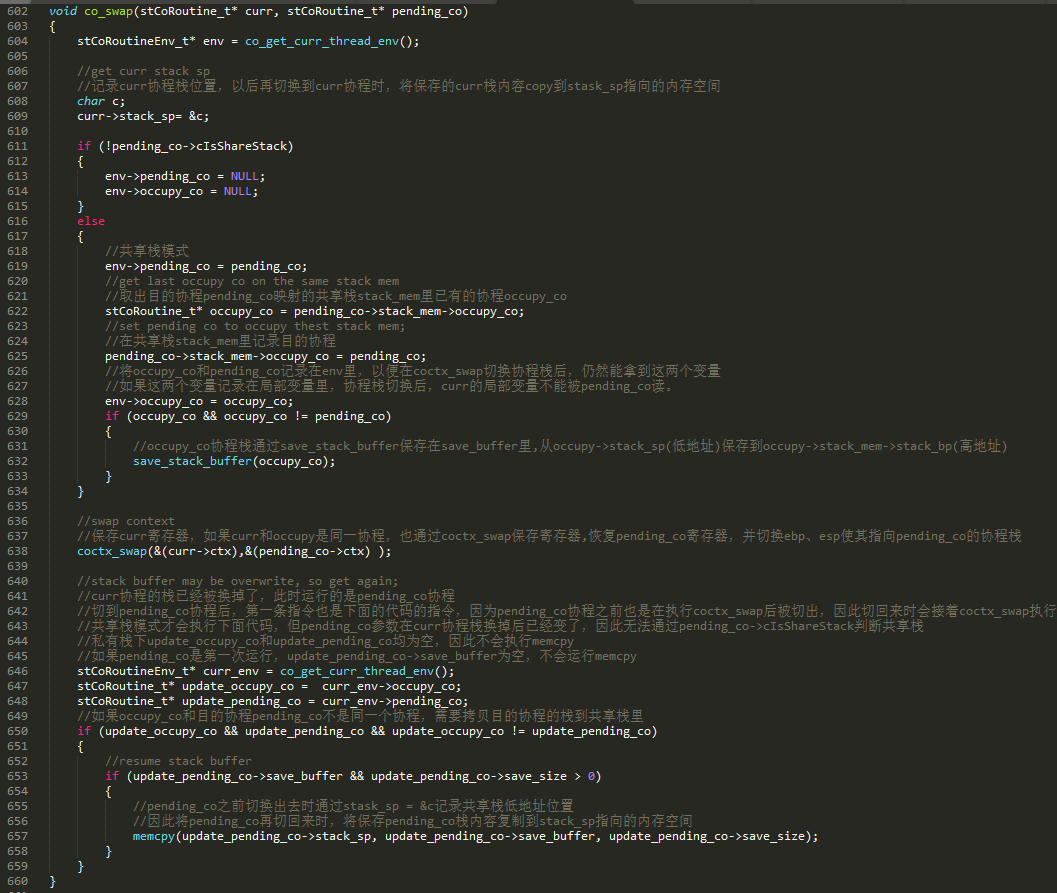 602 void co_swap(stCoRoutine_t* curr, stCoRoutine_t* pending_co)
603 {
604     stCoRoutineEnv_t* env = co_get_curr_thread_env();
605
606     //get curr stack sp
607     //记录curr协程栈位置，以后再切换到curr协程时，将保存的curr栈内容copy到stask_sp指向的内存空间
608     char c;
609     curr->stack_sp= &c;
610
611     if (!pending_co->cIsShareStack)
612     {
613         env->pending_co = NULL;
614         env->occupy_co = NULL;
615     }
616     else
617     {
618         //共享栈模式
619         env->pending_co = pending_co;
620         //get last occupy co on the same stack mem
621         //取出目的协程pending_co映射的共享栈stack_mem里已有的协程occupy_co
622         stCoRoutine_t* occupy_co = pending_co->stack_mem->occupy_co;
623         //set pending co to occupy thest stack mem;
624         //在共享栈stack_mem里记录目的协程
625         pending_co->stack_mem->occupy_co = pending_co;
626         //将occupy_co和pending_co记录在env里，以便在coctx_swap切换协程栈后，仍然能拿到这两个变量
627         //如果这两个变量记录在局部变量里，协程栈切换后，curr的局部变量不能被pending_co读。
628         env->occupy_co = occupy_co;
629         if (occupy_co && occupy_co != pending_co)
630         {
631             //occupy_co协程栈通过save_stack_buffer保存在save_buffer里,从occupy->stack_sp(低地址)保存到occupy->stack_mem->stack_bp(高地址)
632             save_stack_buffer(occupy_co);
633         }
634     }
635
636     //swap context
637     //保存curr寄存器，如果curr和occupy是同一协程，也通过coctx_swap保存寄存器,恢复pending_co寄存器，并切换ebp、esp使其指向pending_co的协程栈
638     coctx_swap(&(curr->ctx),&(pending_co->ctx) );
639
640     //stack buffer may be overwrite, so get again;
641     //curr协程的栈已经被换掉了，此时运行的是pending_co协程
642     //切到pending_co协程后，第一条指令也是下面的代码的指令，因为pending_co协程之前也是在执行coctx_swap后被切出，因此切回来时会接着coctx_swap执行
643     //共享栈模式才会执行下面代码，但pending_co参数在curr协程栈换掉后已经变了，因此无法通过pending_co->cIsShareStack判断共享栈
644     //私有栈下update_occupy_co和update_pending_co均为空，因此不会执行memcpy
645     //如果pending_co是第一次运行，update_pending_co->save_buffer为空，不会运行memcpy
646     stCoRoutineEnv_t* curr_env = co_get_curr_thread_env();
647     stCoRoutine_t* update_occupy_co =  curr_env->occupy_co;
648     stCoRoutine_t* update_pending_co = curr_env->pending_co;
649     //如果occupy_co和目的协程pending_co不是同一个协程，需要拷贝目的协程的栈到共享栈里
650     if (update_occupy_co && update_pending_co && update_occupy_co != update_pending_co)
651     {
652         //resume stack buffer
653         if (update_pending_co->save_buffer && update_pending_co->save_size > 0)
654         {
655             //pending_co之前切换出去时通过stask_sp = &c记录共享栈低地址位置
656             //因此将pending_co再切回来时，将保存pending_co栈内容复制到stack_sp指向的内存空间
657             memcpy(update_pending_co->stack_sp, update_pending_co->save_buffer, update_pending_co->save_size);
658         }
659     }
660 }